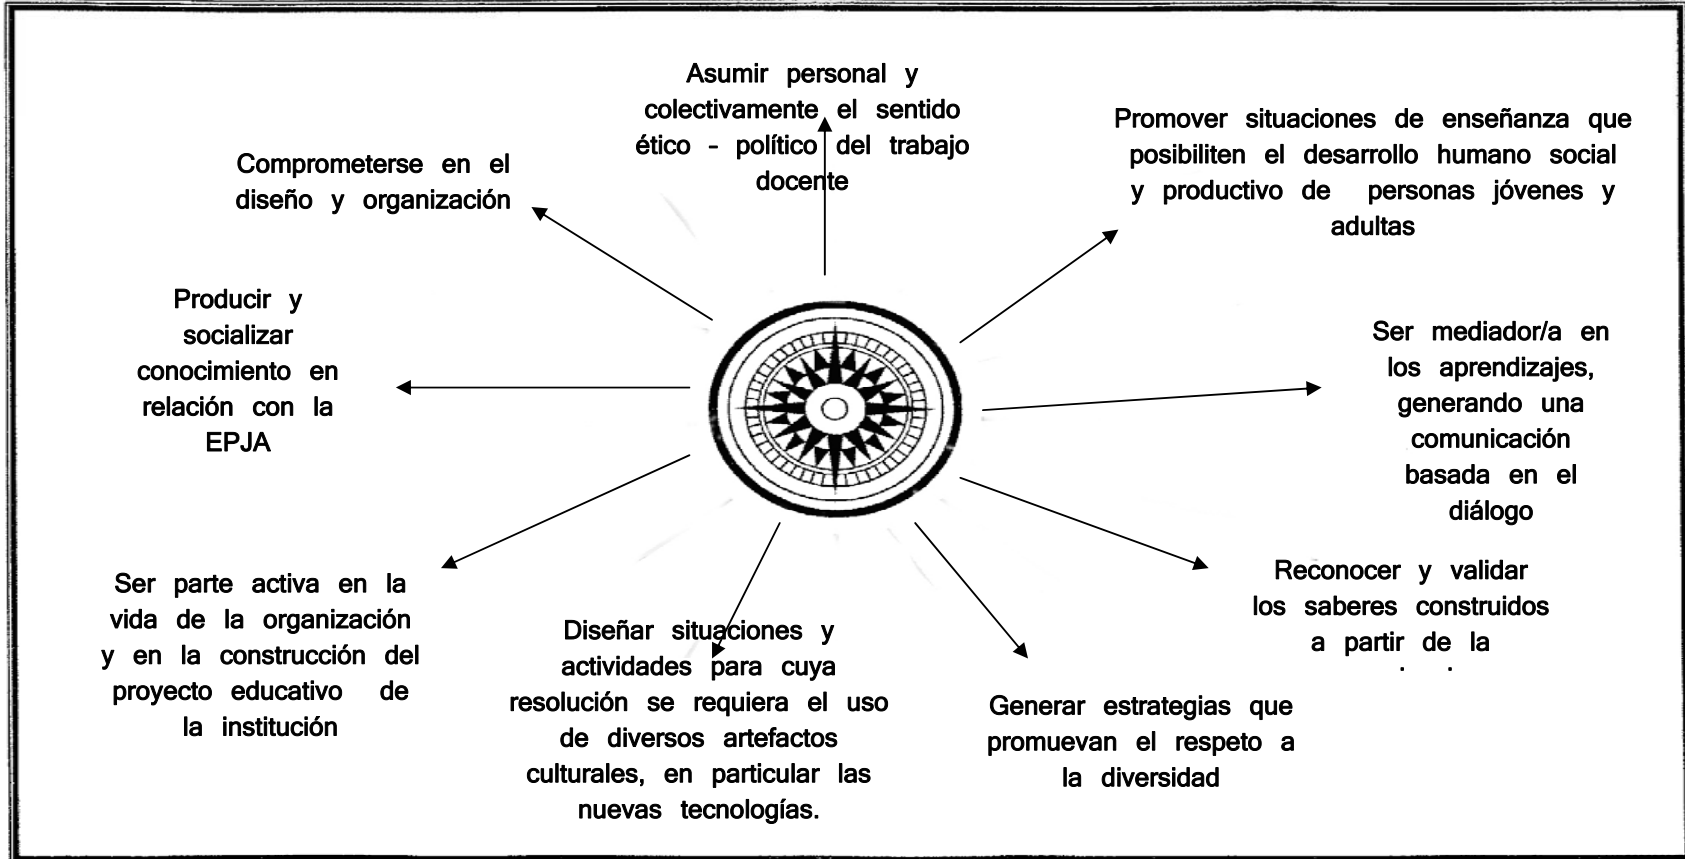 Asumir personal y
colectivamente el sentido
ético - político del trabajo
docente
Promover situaciones de enseñanza que
posibiliten el desarrollo humano social
y productivo de personas jóvenes y
adultas
Ser mediador/a en
los aprendizajes,
generando una
comunicación
basada en el
diálogo
Reconocer y validar
los saberes construidos
a partir de la
Generar estrategias que
promuevan el respeto a
la diversidad
Diseñar situaciones y
actividades para cuya
resolución se requiera el uso
de diversos artefactos
culturales, en particular las
nuevas tecnologías.
Ser parte activa en la
vida de la organización
y en la construcción del
proyecto educativo de
la institución
Producir y
socializar
conocimiento en
relación con la
EPJA
Comprometerse en el
diseño y organización